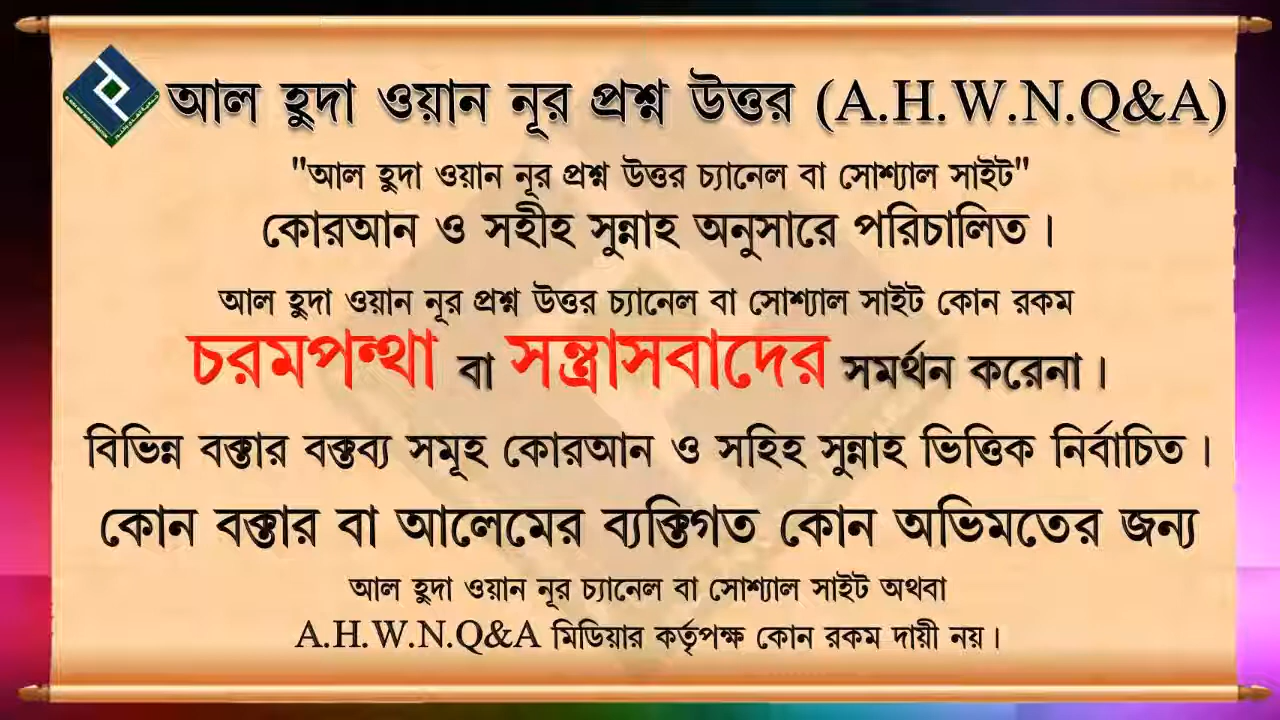 আল হুদা ওয়ান নূর প্রশ্ন উত্তর (A.H.W.N.Q&A)
"আল হুদা ওয়ান নূর প্রশ্ন উত্তর চ্যানেল বা সোশ্যাল সাইট"
কোরআন ও সহীহ সুন্নাহ অনুসারে পরিচালিত।
আল হুদা ওয়ান নূর প্রশ্ন উত্তর চ্যানেল বা সোশ্যাল সাইট কোন রকম
চরমপন্থা বা সন্ত্রাসবাদের সমর্থন করেনা।
বিভিন্ন বক্তার বক্তব্য সমূহ কোরআন ও সহিহ সুন্নাহ ভিত্তিক নির্বাচিত।
কোন বক্তার বা আলেমের ব্যক্তিগত কোন অভিমতের জন্য
আল হুদা ওয়ান নূর চ্যানেল বা সোশ্যাল সাইট অথবা
A.H.W.N.Q&A মিডিয়ার কর্তৃপক্ষ কোন রকম দায়ী নয়।